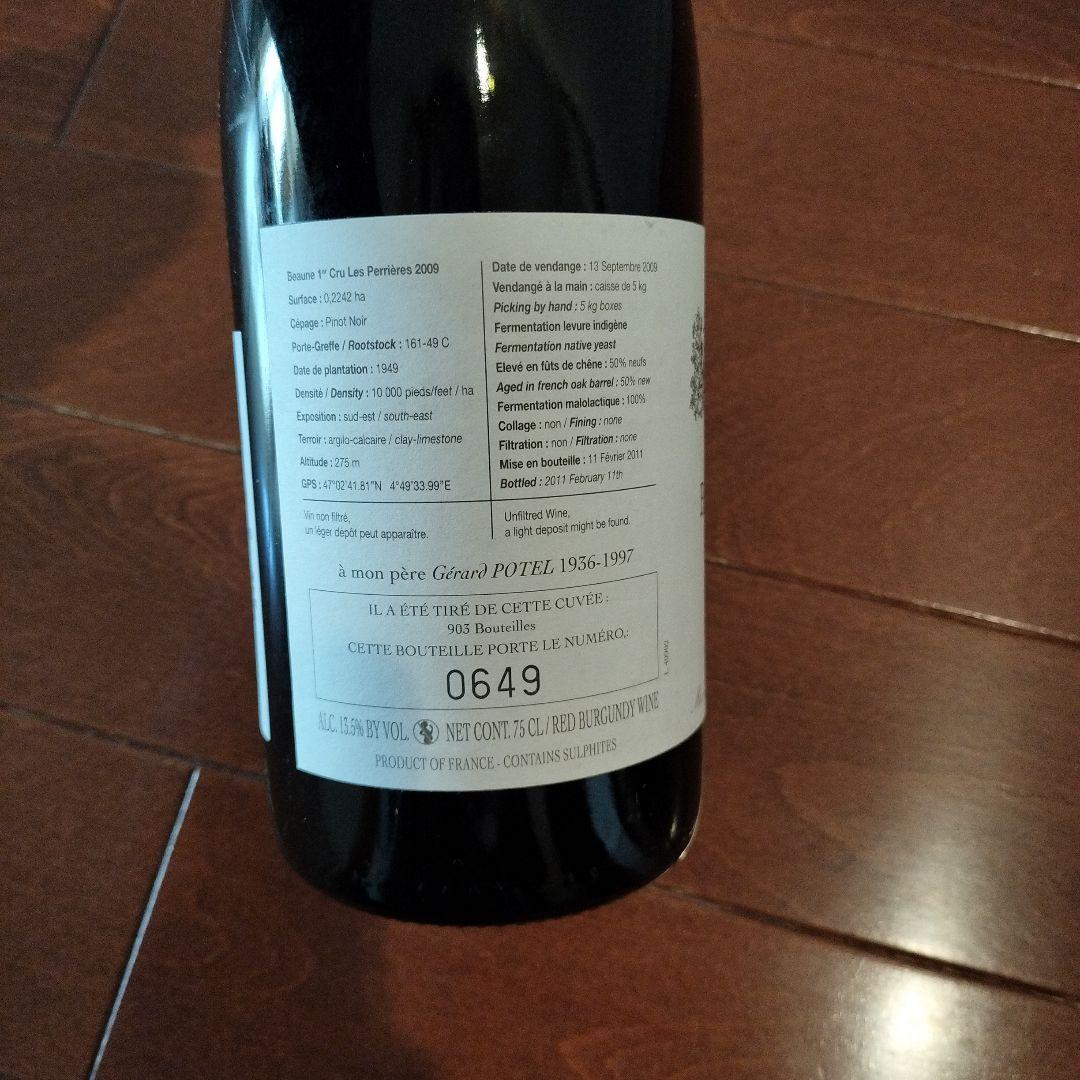 Beaune 1er Cru Les Perrières 2009
Surface : 0,2242 ha
Cépage : Pinot Noir
Porte-Greffe / Rootstock : 161-49 C
Date de plantation : 1949
Densité / Density : 10 000 pieds/feet / ha
Exposition : sud-est / south-east
Terroir : argilo-calcaire / clay-limestone
Altitude : 275 m
GPS : 47°02'41.81"N 4°49'33.99"E
Vin non filtré,
un léger dépôt peut apparaître.
Date de vendange : 13 Septembre 2009
Vendangé à la main : caisse de 5 kg
Picking by hand : 5 kg boxes
Fermentation levure indigène
Fermentation native yeast
Elevé en fûts de chêne : 50% neufs
Aged in french oak barrel : 50% new
Fermentation malolactique : 100%
Collage : non / Fining : none
Filtration : non / Filtration : none
Mise en bouteille : 11 Février 2011
Bottled : 2011 February 11th
Unfiltred Wine,
a light deposit might be found.
à mon père Gérard POTEL 1936-1997
IL A ÉTÉ TIRÉ DE CETTE CUVÉE :
903 Bouteilles
CETTE BOUTEILLE PORTE LE NUMÉRO,:
0649
ALC. 13.5% BY VOL. NET CONT. 75 CL / RED BURGUNDY WINE
PRODUCT OF FRANCE - CONTAINS SULPHITES